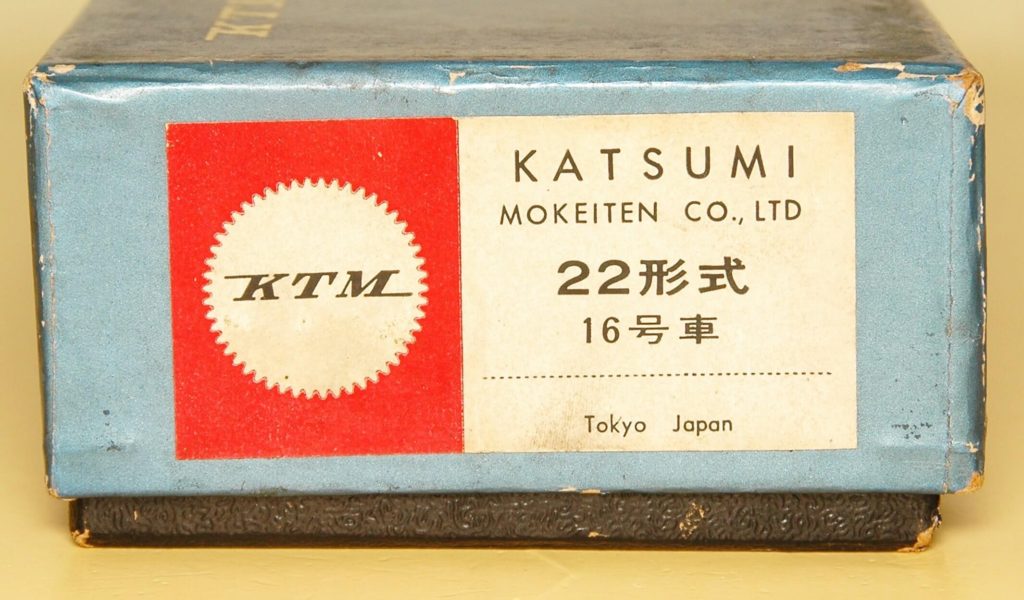 KTM
KATSUMI
MOKEITEN CO., LTD
22形式
16号車
Tokyo Japan